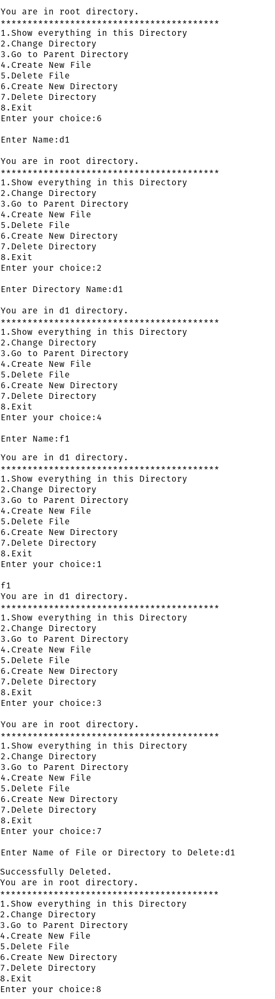 You are in root directory.
*****************************************
1.Show everything in this Directory
2.Change Directory
3.Go to Parent Directory
4.Create New File
5.Delete File
6.Create New Directory
7.Delete Directory
8.Exit
Enter your choice:6
Enter Name:d1
You are in root directory.
*****************************************
1.Show everything in this Directory
2.Change Directory
3.Go to Parent Directory
4.Create New File
5.Delete File
6.Create New Directory
7.Delete Directory
8.Exit
Enter your choice:2
Enter Directory Name:d1
You are in d1 directory.
*****************************************
1.Show everything in this Directory
2.Change Directory
3.Go to Parent Directory
4.Create New File
5.Delete File
6.Create New Directory
7.Delete Directory
8.Exit
Enter your choice:4
Enter Name:f1
You are in d1 directory.
*****************************************
1.Show everything in this Directory
2.Change Directory
3.Go to Parent Directory
4.Create New File
5.Delete File
6.Create New Directory
7.Delete Directory
8.Exit
Enter your choice:1
f1
You are in d1 directory.
*****************************************
1.Show everything in this Directory
2.Change Directory
3.Go to Parent Directory
4.Create New File
5.Delete File
6.Create New Directory
7.Delete Directory
8.Exit
Enter your choice:3
You are in root directory.
*****************************************
1.Show everything in this Directory
2.Change Directory
3.Go to Parent Directory
4.Create New File
5.Delete File
6.Create New Directory
7.Delete Directory
8.Exit
Enter your choice:7
Enter Name of File or Directory to Delete:d1
Successfully Deleted.
You are in root directory.
*****************************************
1.Show everything in this Directory
2.Change Directory
3.Go to Parent Directory
4.Create New File
5.Delete File
6.Create New Directory
7.Delete Directory
8.Exit
Enter your choice:8